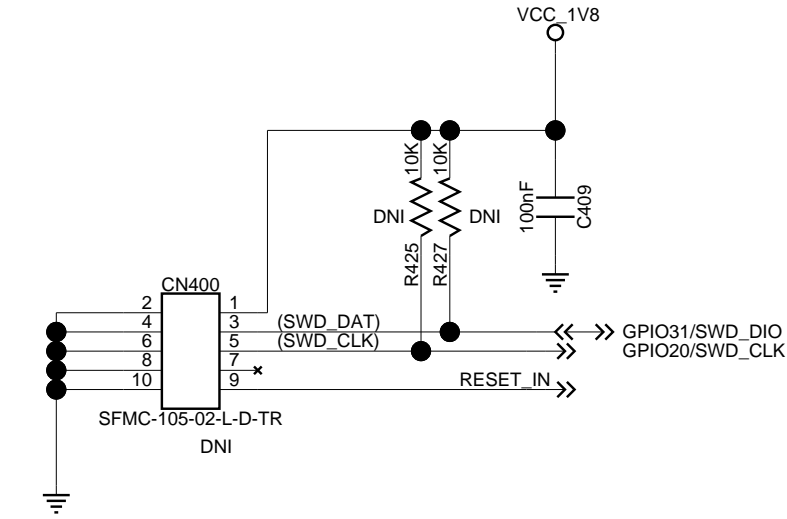 VCC_1V8
10K
10K
DNI
DNI
100nF
C409
R425
R427
CN400
2
1
4
3
(SWD_DAT)
GPIO31/SWD_DIO
6
5
(SWD_CLK)
GPIO20/SWD_CLK
8
7
10
9
RESET_IN
SFMC-105-02-L-D-TR
DNI